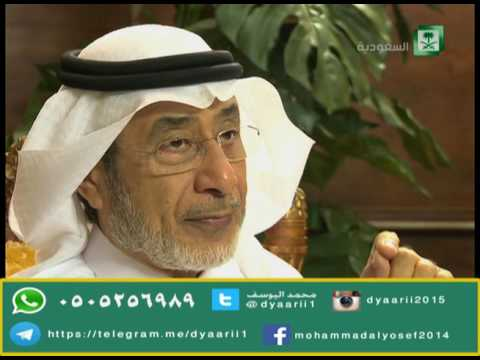 السعودية
٠٥٠٥٢٥٦٩٨٩
محمد اليوسف
@dyaarii1
dyaarii2015
https://telegram.me/dyaarii1
mohammadalyosef2014